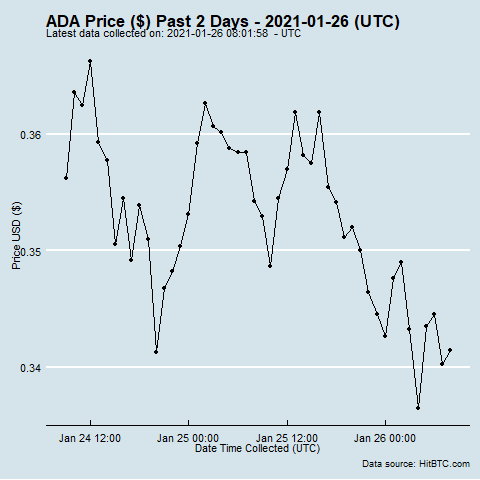 ADA Price ($) Past 2 Days - 2021-01-26 (UTC)
Latest data collected on: 2021-01-26 08:01:58 - UTC
0.36
0.35
0.34
Price USD ($)
Jan 24 12:00
Jan 25 00:00
Jan 25 12:00
Jan 26 00:00
Date Time Collected (UTC)
Data source: HitBTC.com